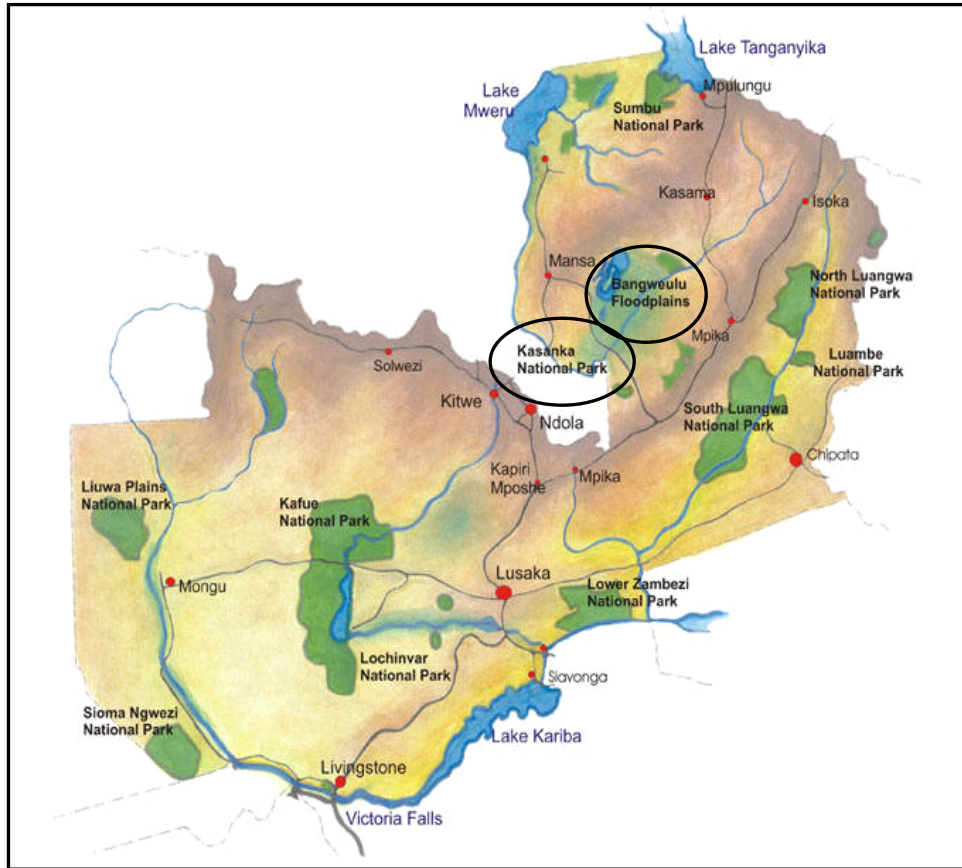 Lake Tanganyika
Lake
Mweru
Mpulungu
Sumbu
National Park
Kasama
Isoka
Mansa
Bangweulu
Floodplains
North Luangwa
National Park
Mpika
Kasanka
National Park
Solwezi
Luambe
National Park
Kitwe
Ndola
South Luangwa
National Park
Chipata
Kapiri
Mposhe
Mpika
Liuwa Plains
National Park
Kafue
National Park
Lusaka
Mongu
Lower Zambezi
National Park
Lochinvar
National Park
Siavonga
Sioma Ngwezi
National Park
Lake Kariba
Livingstone
Victoria Falls